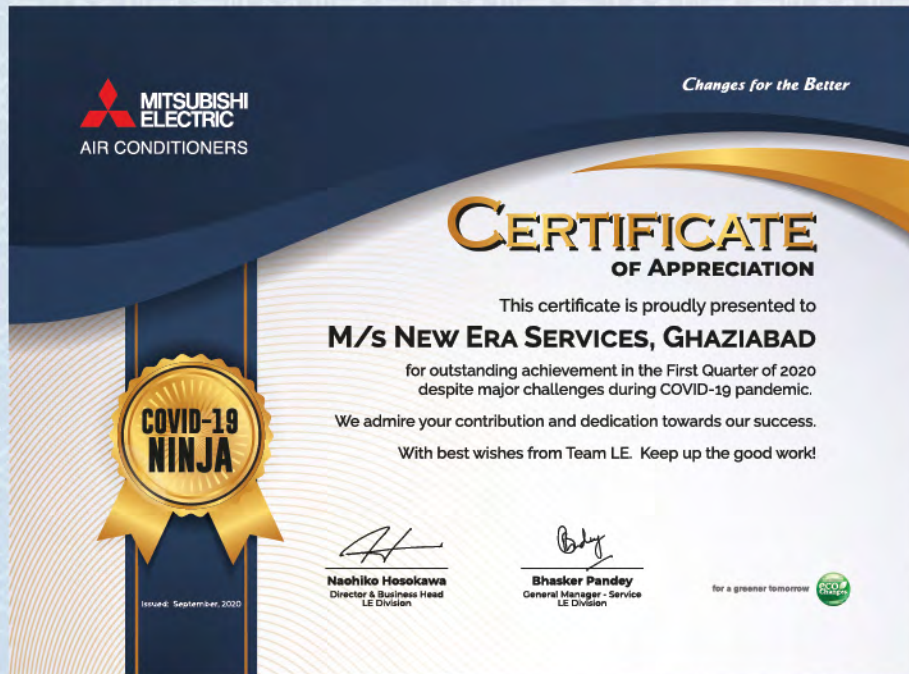 MITSUBISHI
ELECTRIC
AIR CONDITIONERS
Changes for the Better
CERTIFICATE
OF APPRECIATION
This certificate is proudly presented to
M/S NEW ERA SERVICES, GHAZIABAD
for outstanding achievement in the First Quarter of 2020
despite major challenges during COVID-19 pandemic.
We admire your contribution and dedication towards our success.
With best wishes from Team LE. Keep up the good work!
COVID-19
NINJA
Issued: September, 2020
Naohiko Hosokawa
Director & Business Head
LE Division
Bhasker Pandey
General Manager - Service
LE Division
for a greener tomorrow
eco
Changes